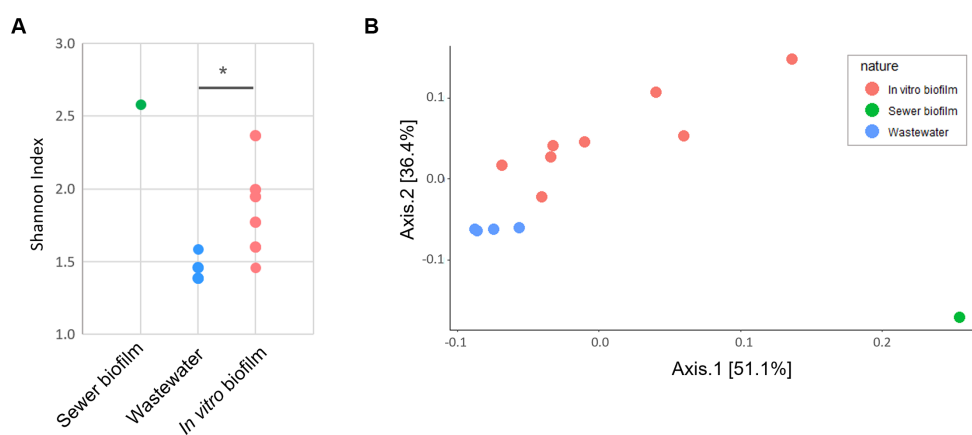 A
3.0
2.5
2.0
1.5
1.0
Shannon Index
*
Sewer biofilm
Wastewater
In vitro biofilm
B
0.1
0.0
-0.1
Axis.2 [36.4%]
-0.1
0.0
0.1
0.2
Axis.1 [51.1%]
nature
In vitro biofilm
Sewer biofilm
Wastewater